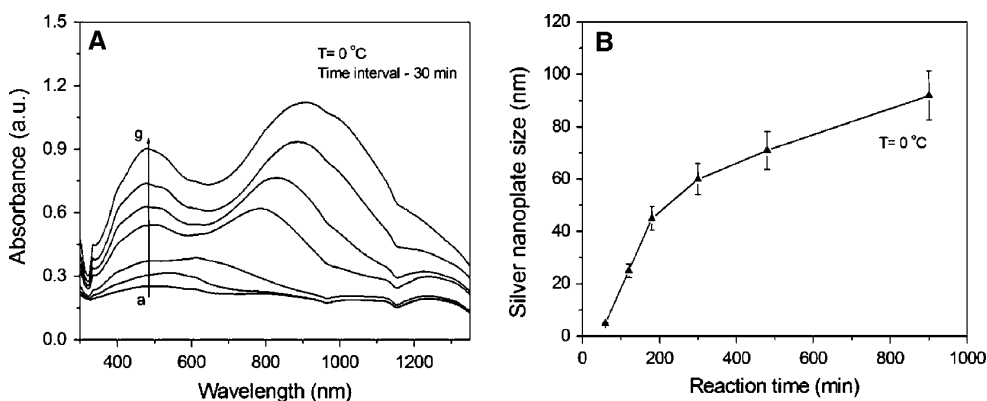 A
T= 0 °C
Time interval - 30 min
g
a
1.5
1.2
0.9
0.6
0.3
0.0
Absorbance (a.u.)
400 600 800 1000 1200
Wavelength (nm)
B
T= 0 °C
120
100
80
60
40
20
0
Silver nanoplate size (nm)
0 200 400 600 800 1000
Reaction time (min)